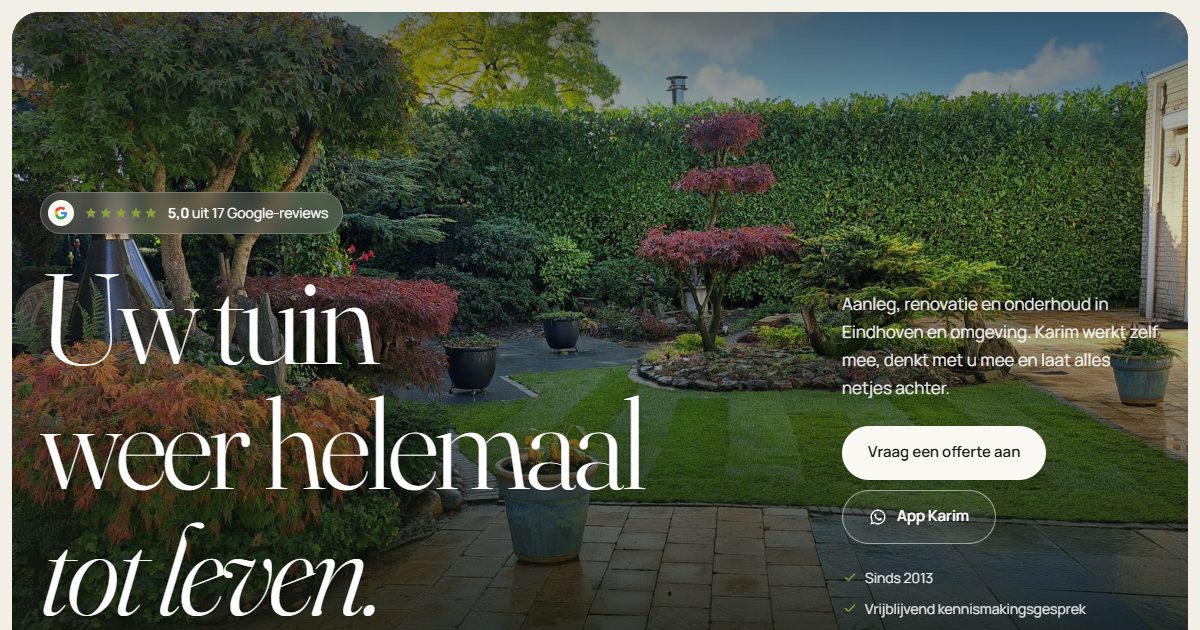 5,0 uit 17 Google-reviews
Uw tuin
weer helemaal
tot leven.
Aanleg, renovatie en onderhoud in
Eindhoven en omgeving. Karim werkt zelf
mee, denkt met u mee en laat alles
netjes achter.
Vraag een offerte aan
App Karim
Sinds 2013
Vrijblijvend kennismakingsgesprek